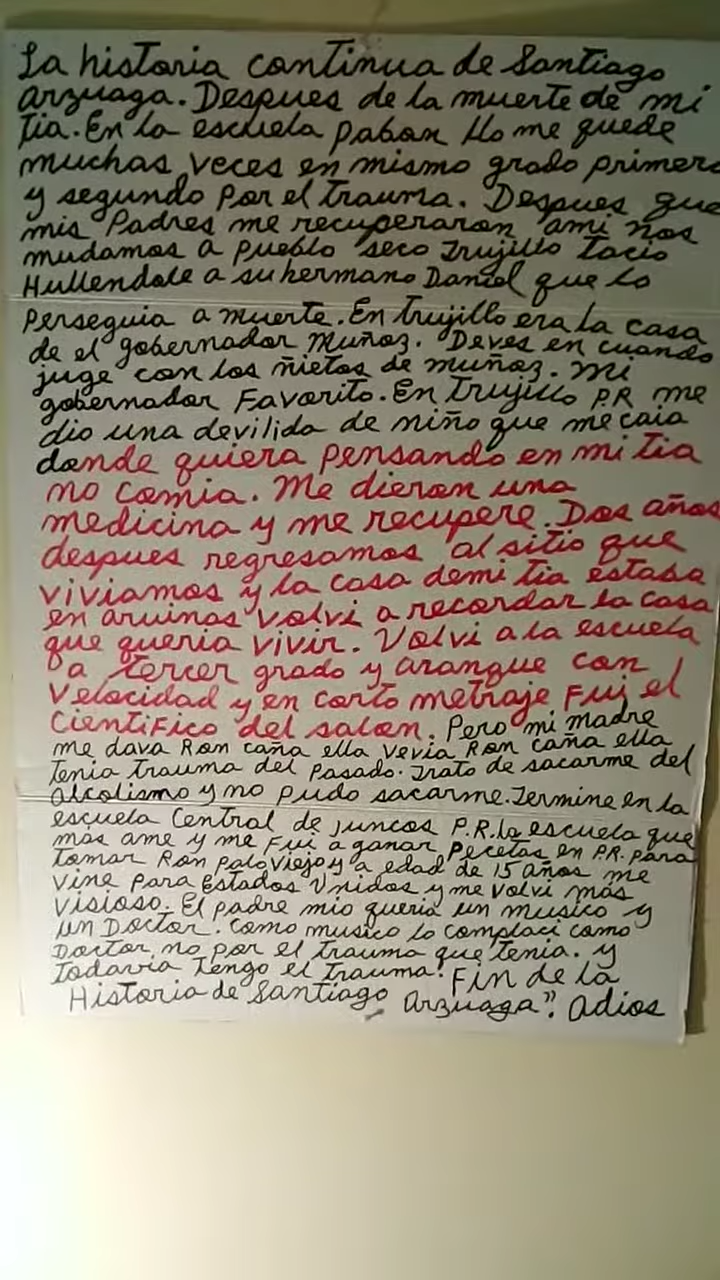 La historia continua de Santiago
arzuaga. Despues de la muerte de mi
tia. En la escuela paban Yo me quede
muchas veces en mismo grado primero
y segundo por el trauma. Despues que
mis Padres me recuperaron ami nos
mudamos a pueblo seco Trujillo tacio
Hullendole a su hermano Daniel que lo
perseguia a muerte. En trujillo era la casa
de el gobernador muñoz. Deves en cuando
juge con los ñietos de muñoz. mi
gobernador Favorito. En trujillo P.R me
dio una devilida de niño que me caia
donde quiera pensando en mi tia
no comia. Me dieron una
medicina y me recupere. Dos años
despues regresamos al sitio que
viviamos y la casa demi tia estaba
en aruinas volvi a recordar la casa
que queria vivir. Volvi a la escuela
a tercer grado y aranque con
velocidad y en corto metraje Fui el
cientiFico del salon. Pero mi madre
me dava Ron caña ella vevia Ron caña ella
tenia trauma del pasado. Trato de sacarme del
alcolismo y no pudo sacarme. Termine en la
escuela Central de juncos P.R. la escuela que
mas ame y me Fui a ganar pecetas en P.R. para
tomar Ron palo viejo y a edad de 15 años me
vine para Estados Unidos y me volvi mas
visioso. El padre mio queria un musico y
un Doctor. como musico lo complaci como
Doctor no por el trauma que tenia. y
todavia tengo el trauma. Fin de la
Historia de Santiago Arzuaga". adios